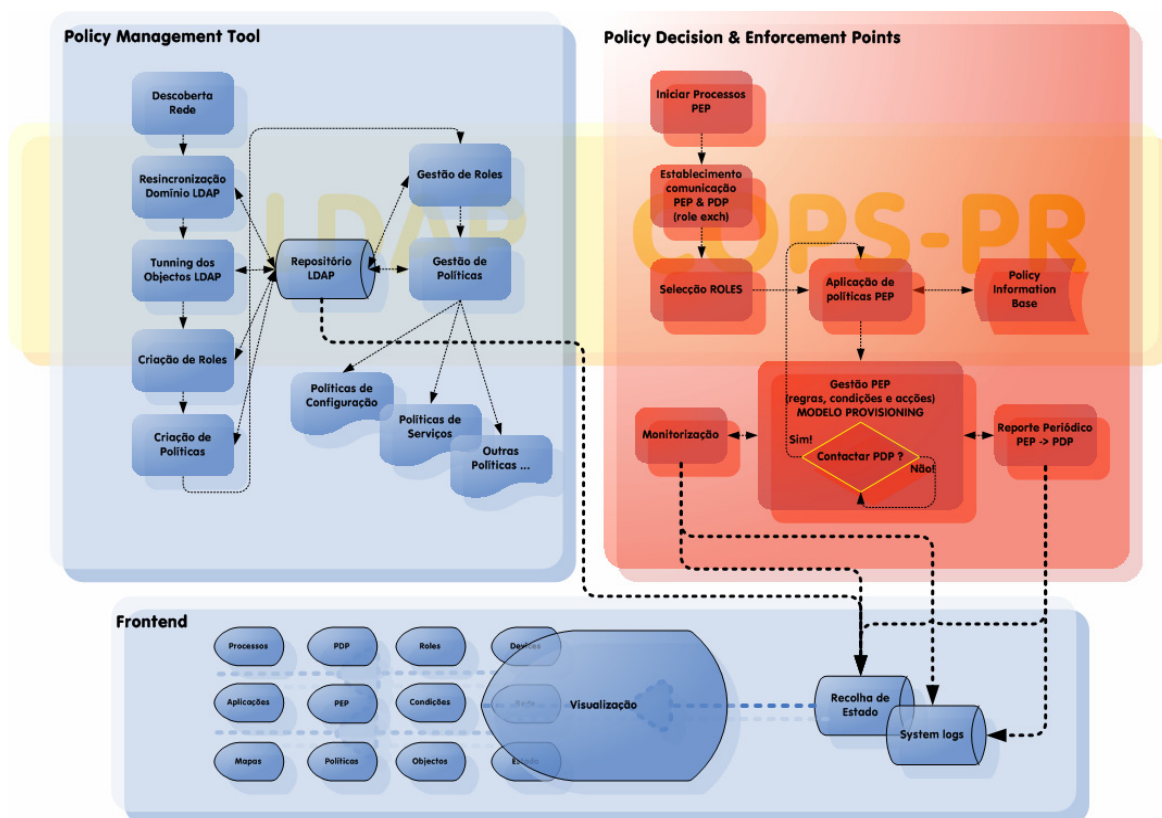 Policy Management Tool
Descoberta
Rede
Resincronização
Domínio LDAP
Tunning dos
Objectos LDAP
Criação de Roles
Criação de
Políticas
Repositório
LDAP
Gestão de Roles
Gestão de
Políticas
Políticas de
Configuração
Políticas de
Serviços
Outras
Políticas ...
LDAP
COPS-PR
Policy Decision & Enforcement Points
Iniciar Processos
PEP
Establecimento
comunicação
PEP & PDP
(role exch)
Selecção ROLES
Aplicação de
políticas PEP
Policy
Information
Base
Gestão PEP
(regras, condições e acções)
MODELO PROVISIONING
Sim!
Contactar PDP ?
Não!
Monitorização
Reporte Periódico
PEP -> PDP
Frontend
Processos
PDP
Roles
Devices
Aplicações
PEP
Condições
Rede
Mapas
Políticas
Objectos
Estado
Visualização
Recolha de
Estado
System logs